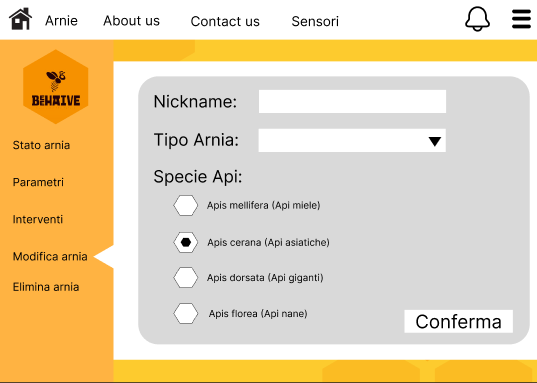 Arnie About us Contact us Sensori
BEHAIVE
Stato arnia
Parametri
Interventi
Modifica arnia
Elimina arnia
Nickname:
Tipo Arnia:
Specie Api:
Apis mellifera (Api miele)
Apis cerana (Api asiatiche)
Apis dorsata (Api giganti)
Apis florea (Api nane)
Conferma